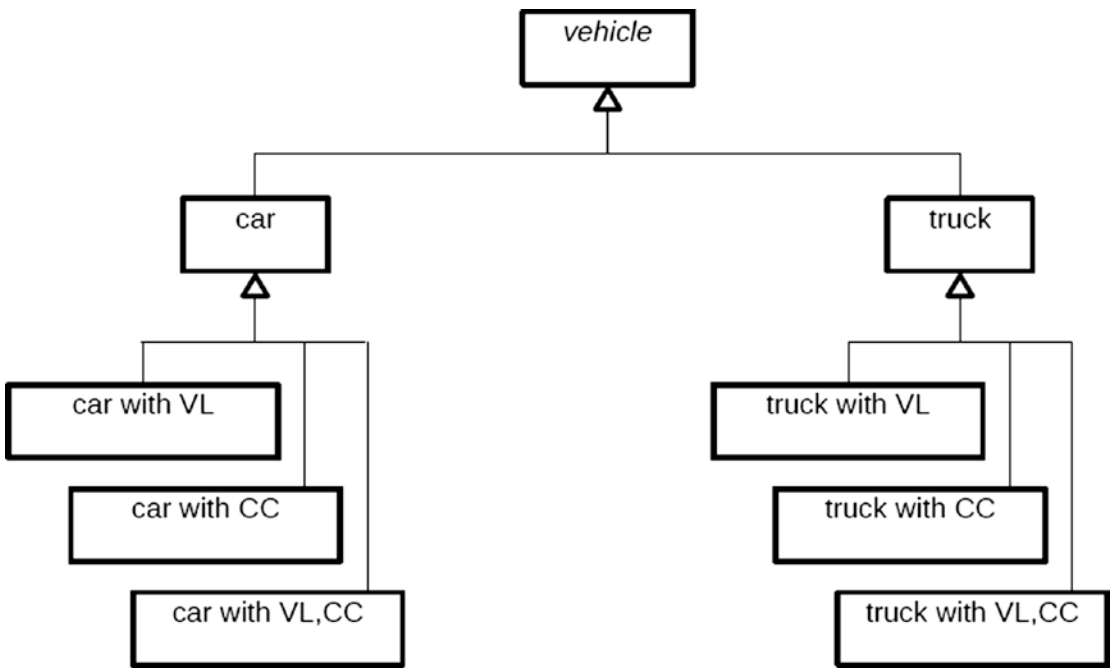 vehicle
car
truck
car with VL
truck with VL
car with CC
truck with CC
car with VL,CC
truck with VL,CC